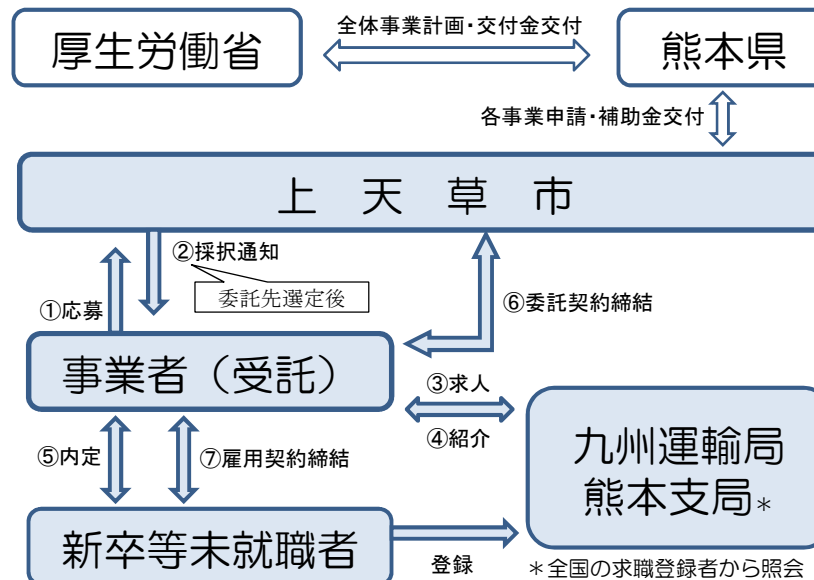 全体事業計画・交付金交付
厚生労働省
熊本県
各事業申請・補助金交付
上天草市
②採択通知
委託先選定後
①応募
⑥委託契約締結
事業者（受託）
③求人
④紹介
九州運輸局
熊本支局＊
⑤内定
⑦雇用契約締結
新卒等未就職者
登録
＊全国の求職登録者から照会